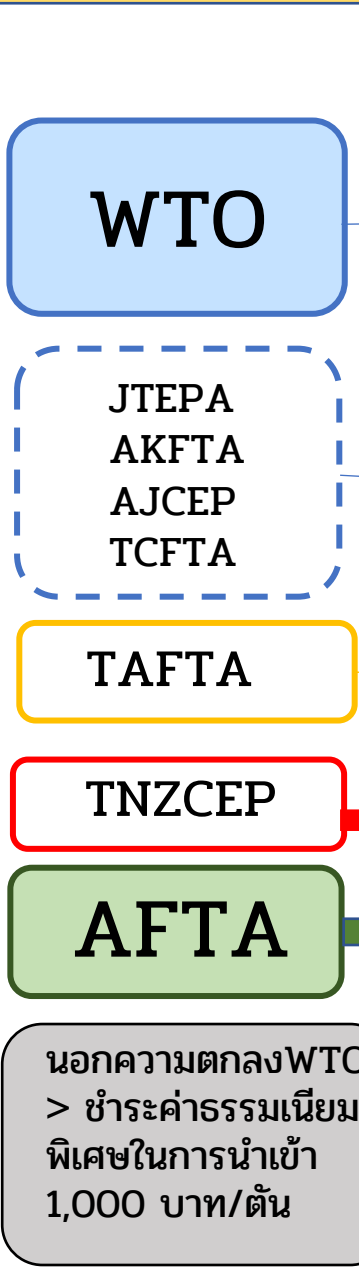 WTO
JTEPA
AKFTA
AJCEP
TCFTA
TAFTA
TNZCEP
AFTA
นอกความตกลงWTO
> ชำระค่าธรรมเนียม
พิเศษในการนำเข้า
1,000 บาท/ตัน